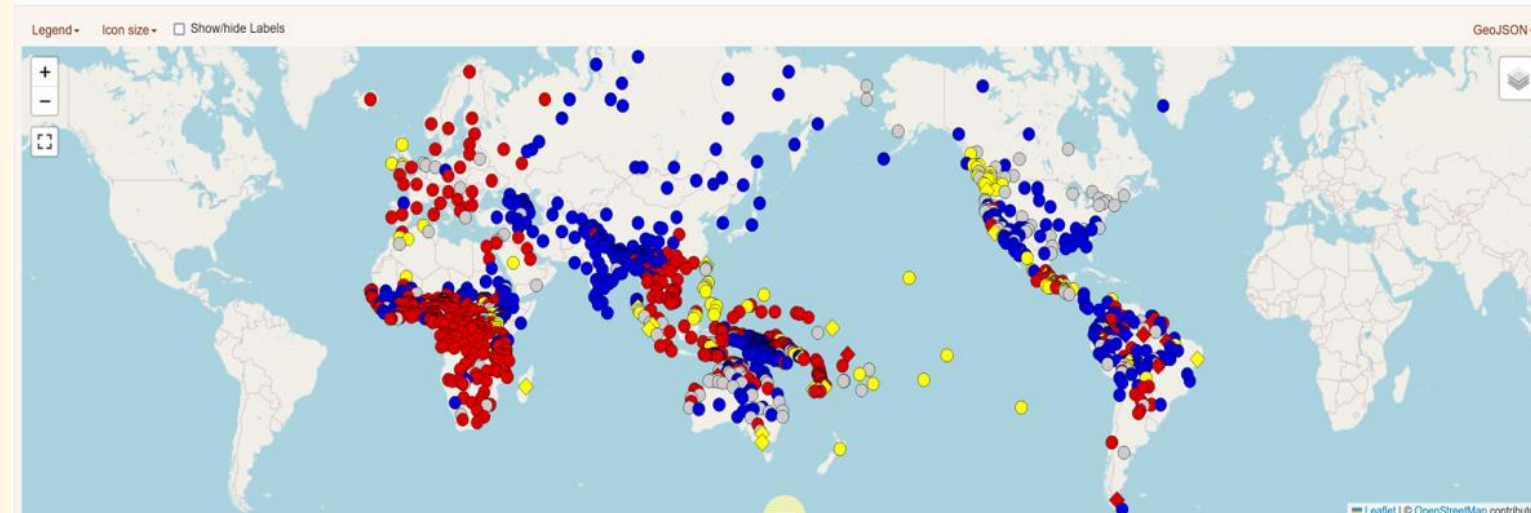 Legend Icon size Show/hide Labels GeoJSON
+
−
Leaflet | © OpenStreetMap